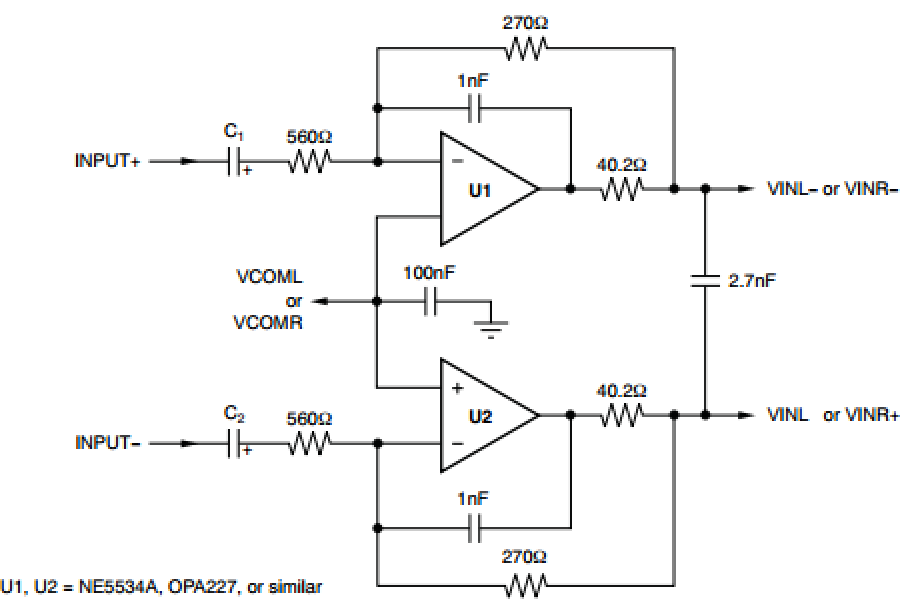 270Ω
1nF
C1
560Ω
INPUT+
+
−
U1
40.2Ω
VINL− or VINR−
VCOML
or
VCOMR
100nF
2.7nF
+
U2
−
40.2Ω
VINL or VINR+
C2
560Ω
INPUT−
+
1nF
270Ω
U1, U2 = NE5534A, OPA227, or similar